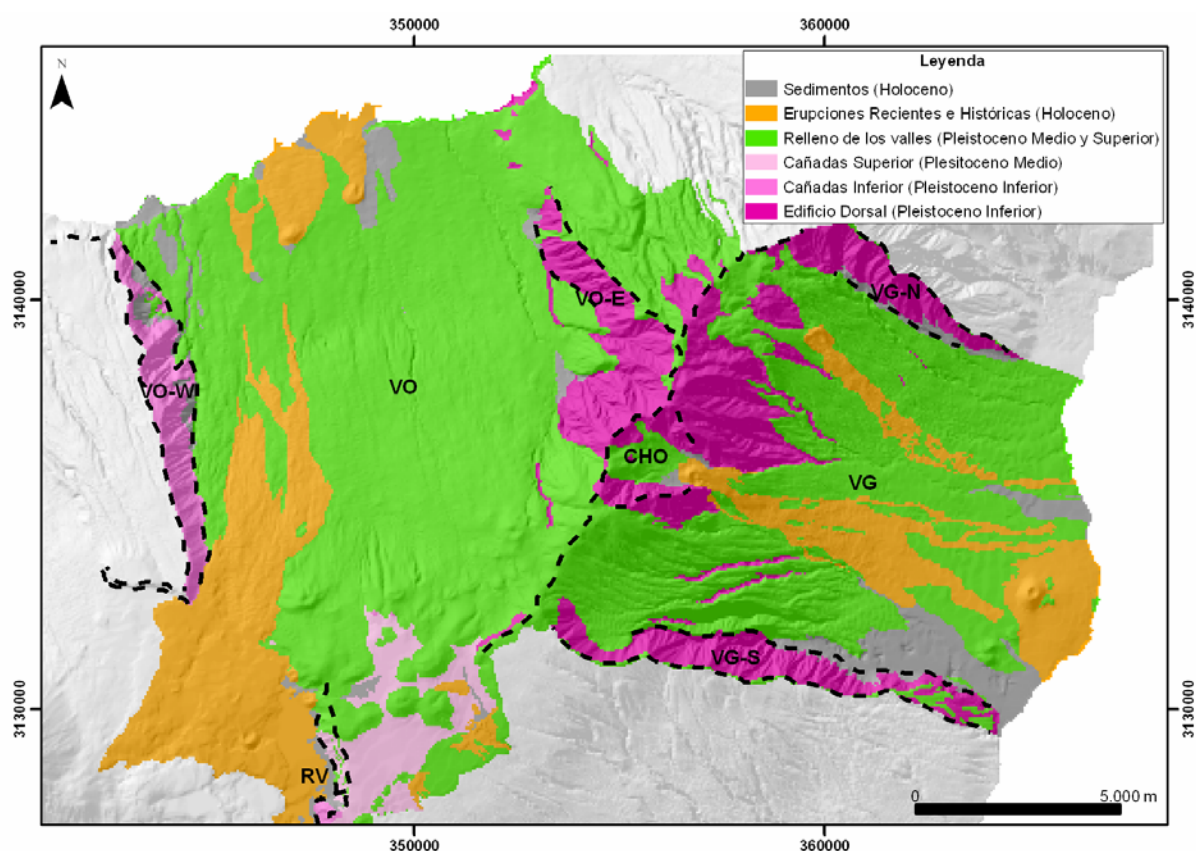 350000
360000
N
Leyenda
Sedimentos (Holoceno)
Erupciones Recientes e Históricas (Holoceno)
Relleno de los valles (Pleistoceno Medio y Superior)
Cañadas Superior (Plesitoceno Medio)
Cañadas Inferior (Pleistoceno Inferior)
Edificio Dorsal (Pleistoceno Inferior)
3140000
3140000
VO-E
VG-N
VO-W
VO
CHO
VG
VG-S
3130000
3130000
RV
0
5.000 m
350000
360000